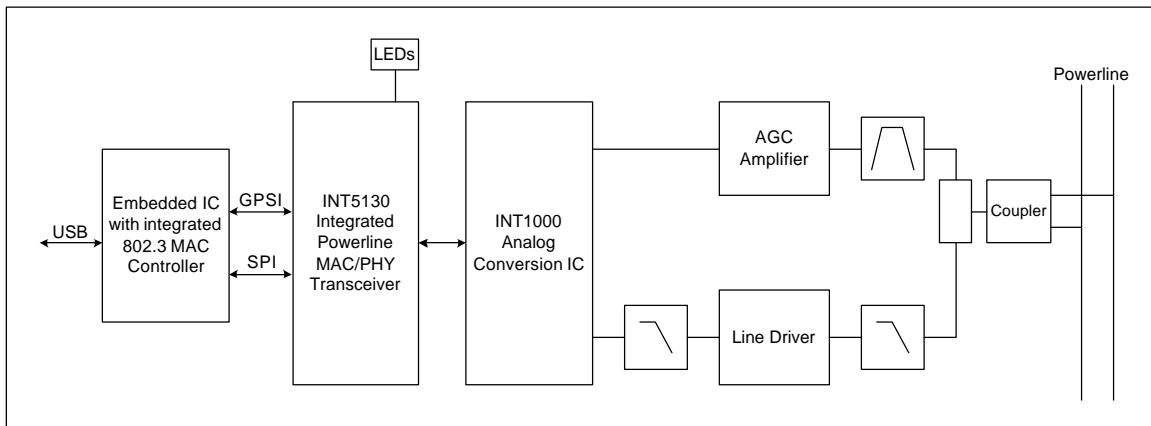 LEDs
Powerline
AGC
Amplifier
Embedded IC
with integrated
802.3 MAC
Controller
USB
GPSI
SPI
INT5130
Integrated
Powerline
MAC/PHY
Transceiver
INT1000
Analog
Conversion IC
Coupler
Line Driver